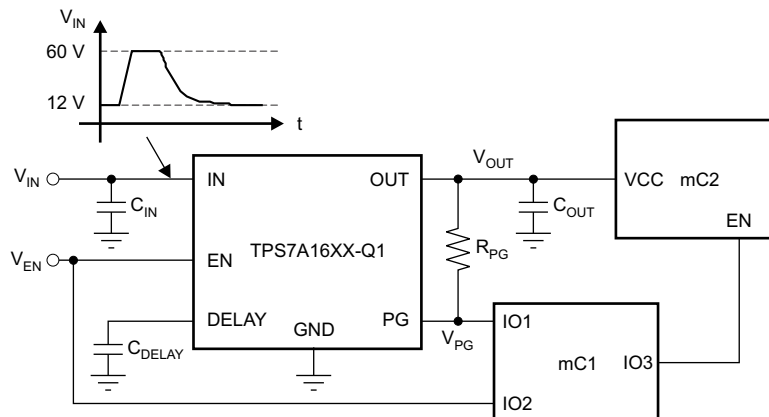 V_IN
60 V
12 V
t
V_IN
C_IN
IN
OUT
V_OUT
C_OUT
VCC
mC2
EN
V_EN
EN
TPS7A16XX-Q1
R_PG
DELAY
GND
PG
V_PG
C_DELAY
IO1
mC1
IO3
IO2